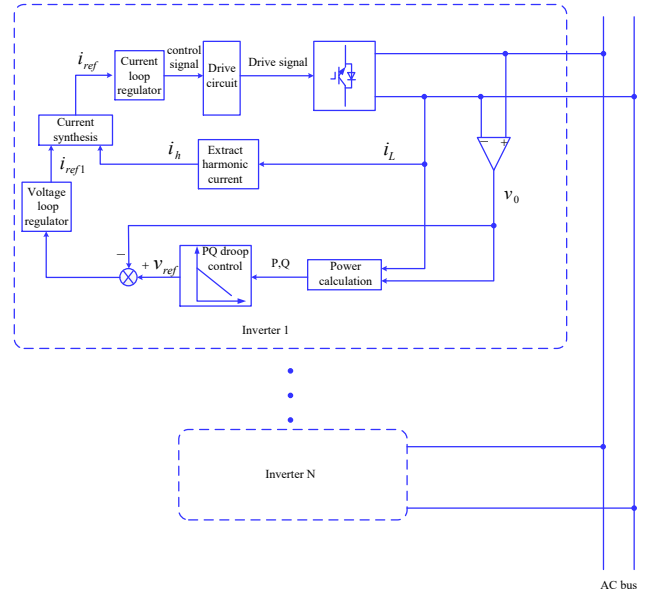 i_ref
Current
loop
regulator
control
signal
Drive
circuit
Drive signal
Current
synthesis
i_h
Extract
harmonic
current
i_L
− +
i_ref1
Voltage
loop
regulator
v_0
−
+ v_ref
PQ droop
control
P,Q
Power
calculation
Inverter 1
Inverter N
AC bus